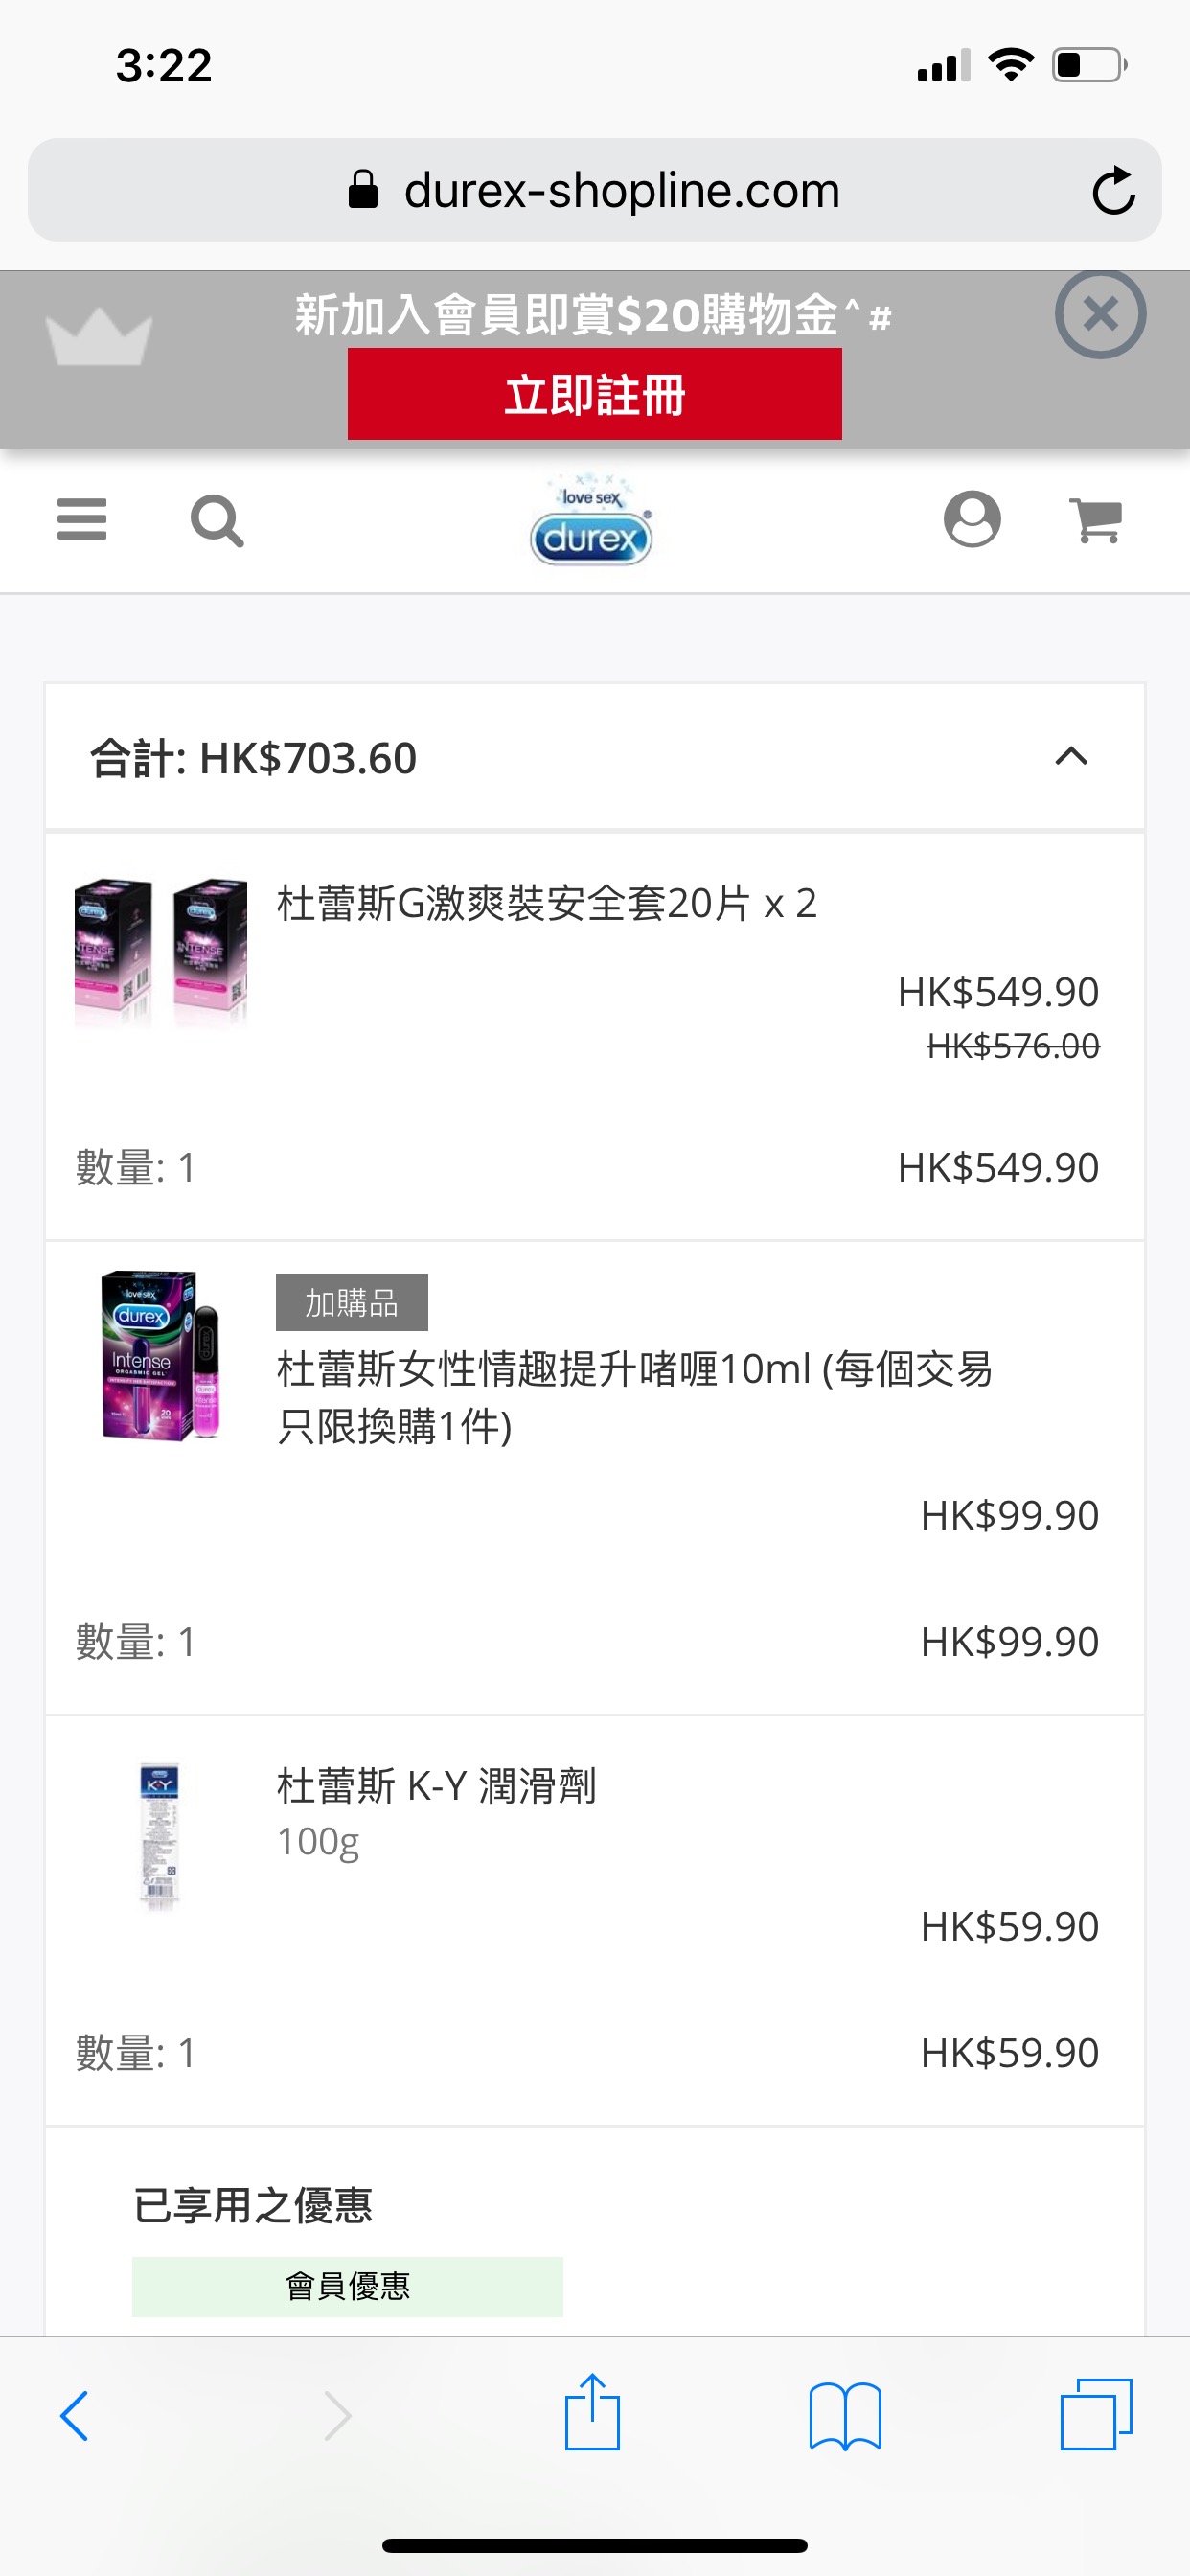 3:22
durex-shopline.com
新加入會員即賞$20購物金^#
立即註冊
love sex
durex®
合計: HK$703.60
杜蕾斯G激爽裝安全套20片 x 2
HK$549.90
HK$576.00
數量: 1
HK$549.90
加購品
love sex
durex
Intense
ORGASMIC GEL
杜蕾斯女性情趣提升啫喱10ml (每個交易
只限換購1件)
HK$99.90
數量: 1
HK$99.90
K-Y
杜蕾斯 K-Y 潤滑劑
100g
HK$59.90
數量: 1
HK$59.90
已享用之優惠
會員優惠